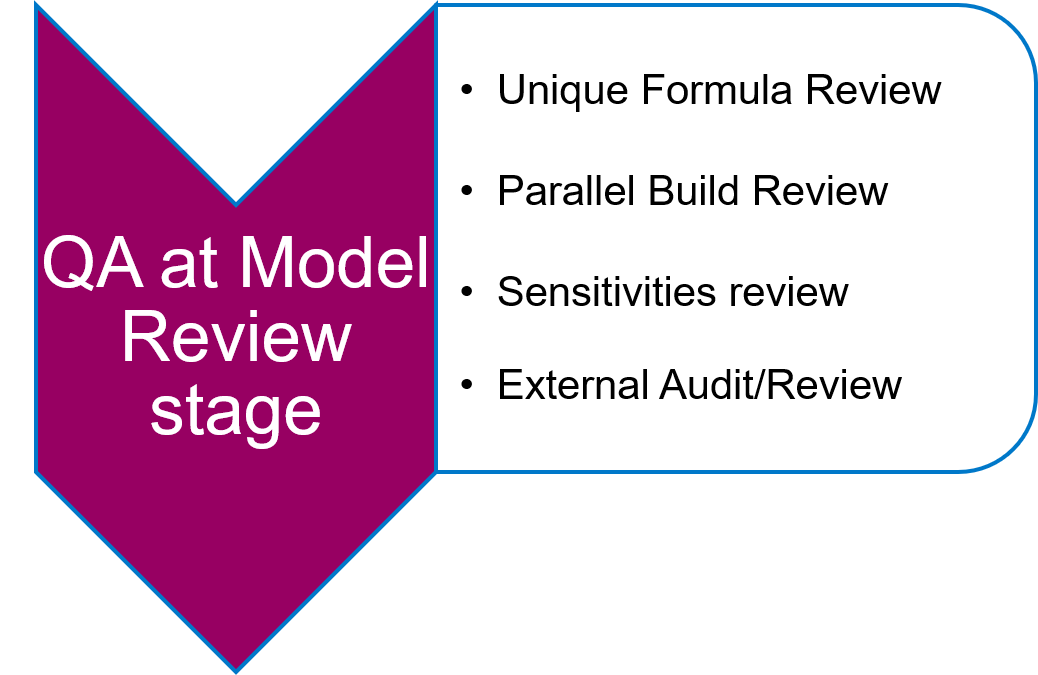 QA at Model
Review
stage
• Unique Formula Review
• Parallel Build Review
• Sensitivities review
• External Audit/Review